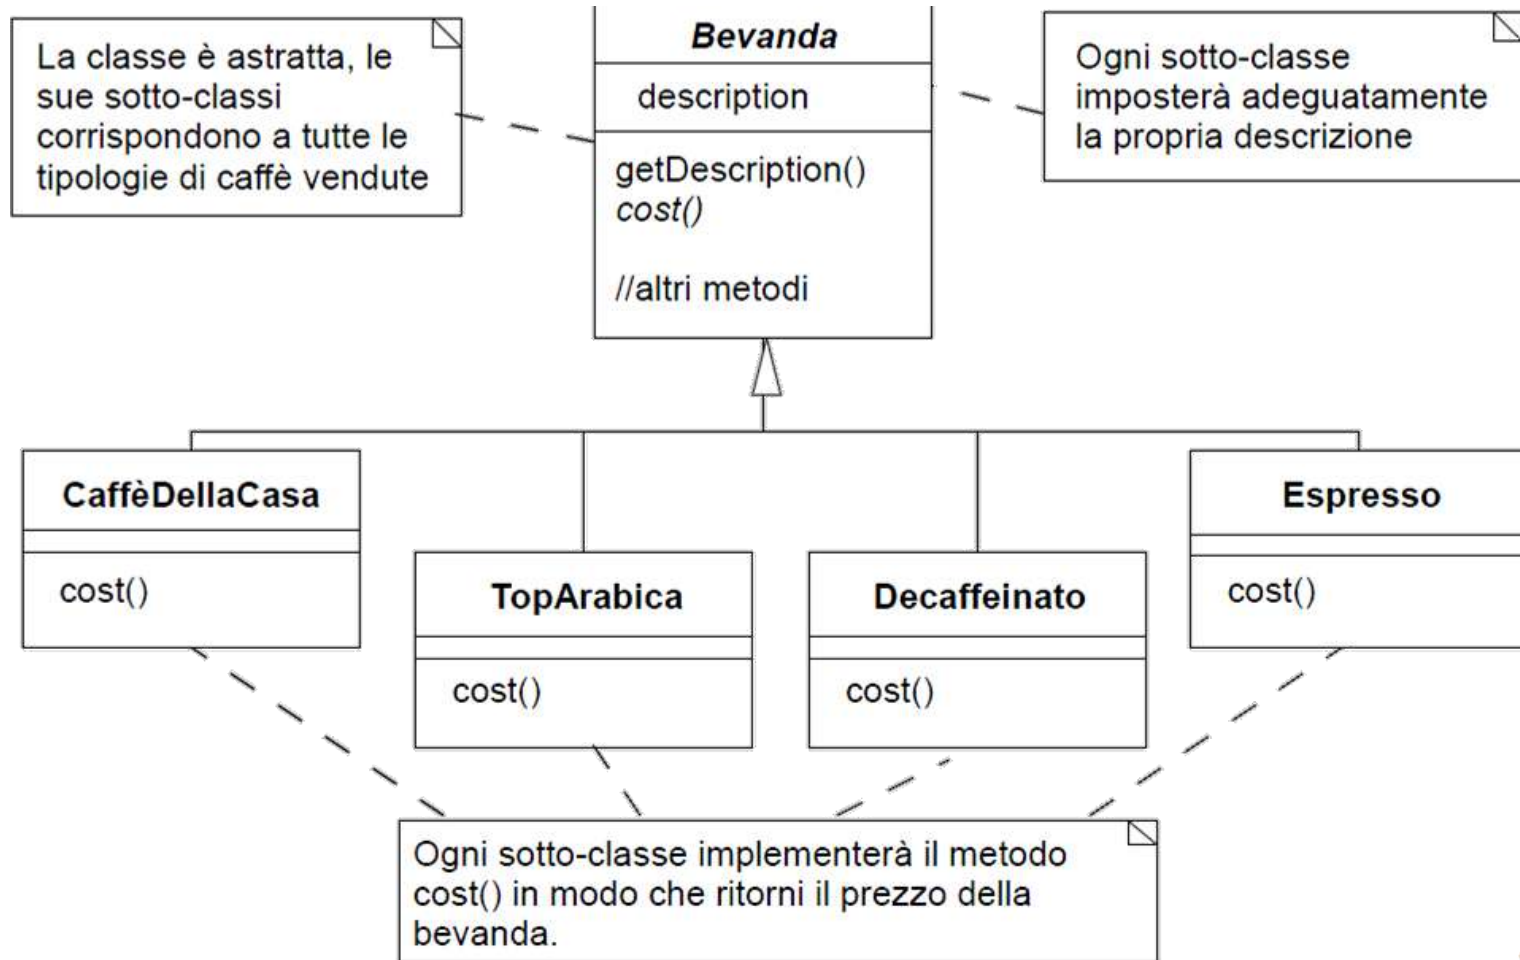 La classe è astratta, le
sue sotto-classi
corrispondono a tutte le
tipologie di caffè vendute
Bevanda
description
getDescription()
cost()
//altri metodi
Ogni sotto-classe
imposterà adeguatamente
la propria descrizione
CaffèDellaCasa
cost()
TopArabica
cost()
Decaffeinato
cost()
Espresso
cost()
Ogni sotto-classe implementerà il metodo
cost() in modo che ritorni il prezzo della
bevanda.